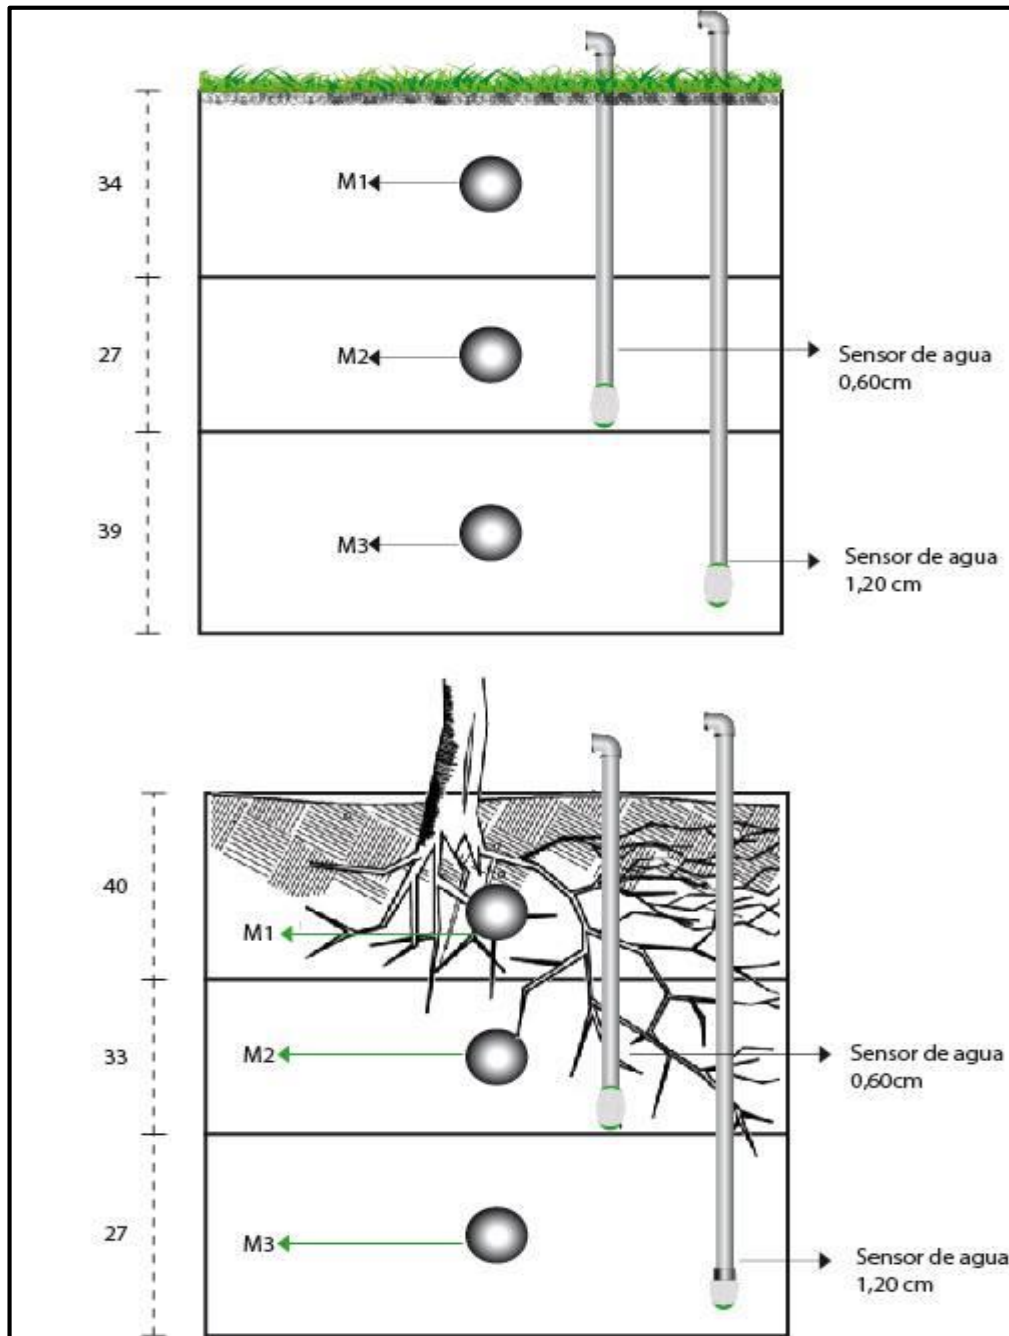 34
M1
27
M2
Sensor de agua
0,60cm
39
M3
Sensor de agua
1,20 cm
40
M1
33
M2
Sensor de agua
0,60cm
27
M3
Sensor de agua
1,20 cm